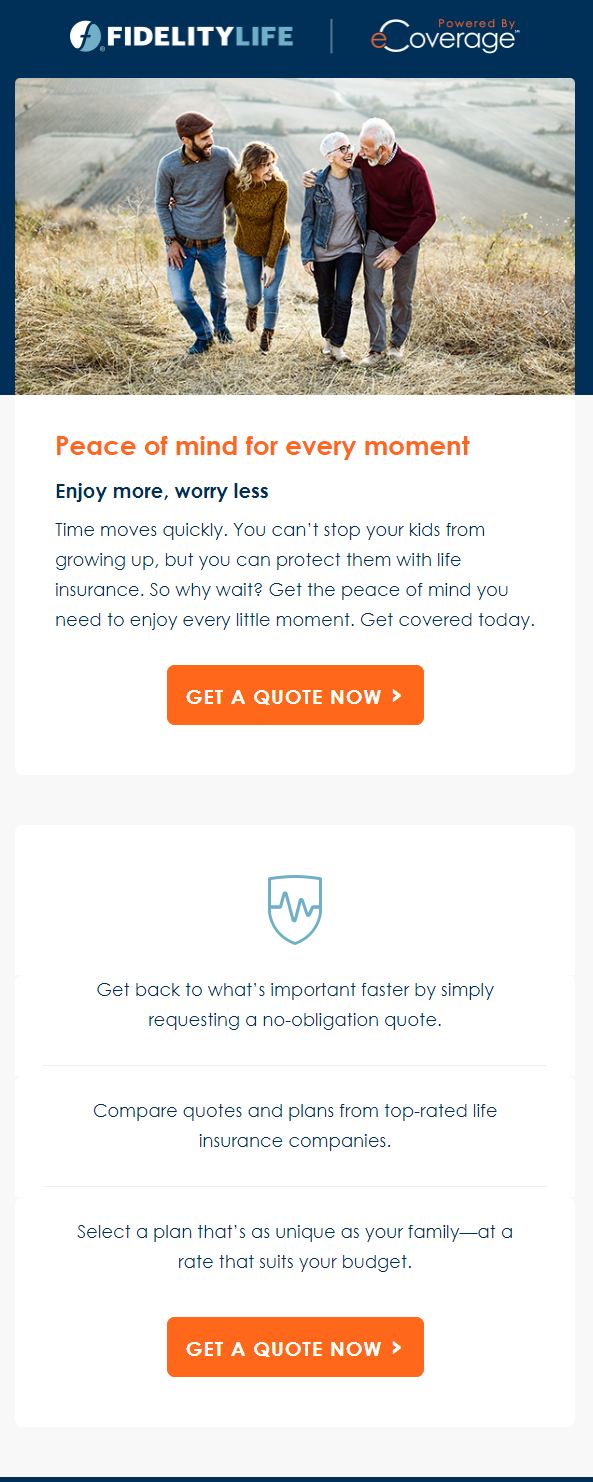 FIDELITYLIFE
Powered By
eCoverage℠
Peace of mind for every moment
Enjoy more, worry less
Time moves quickly. You can’t stop your kids from
growing up, but you can protect them with life
insurance. So why wait? Get the peace of mind you
need to enjoy every little moment. Get covered today.
GET A QUOTE NOW >
Get back to what’s important faster by simply
requesting a no-obligation quote.
Compare quotes and plans from top-rated life
insurance companies.
Select a plan that’s as unique as your family—at a
rate that suits your budget.
GET A QUOTE NOW >